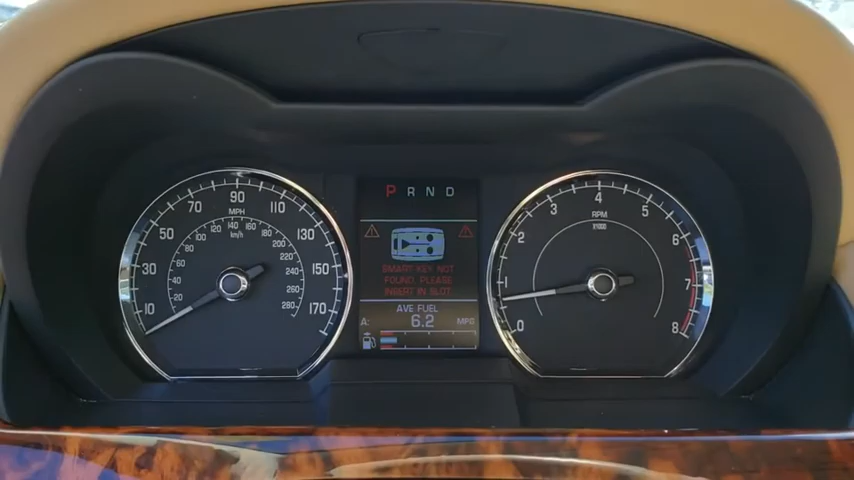 10 30 50 70 90 110 130 150 170
MPH
20 40 60 80 100 120 140 160 180 200 220 240 260 280
km/h
P R N D
SMART KEY NOT
FOUND, PLEASE
INSERT IN SLOT
AVE FUEL
A: 6.2 MPG
0 1 2 3 4 5 6 7 8
RPM
X1000